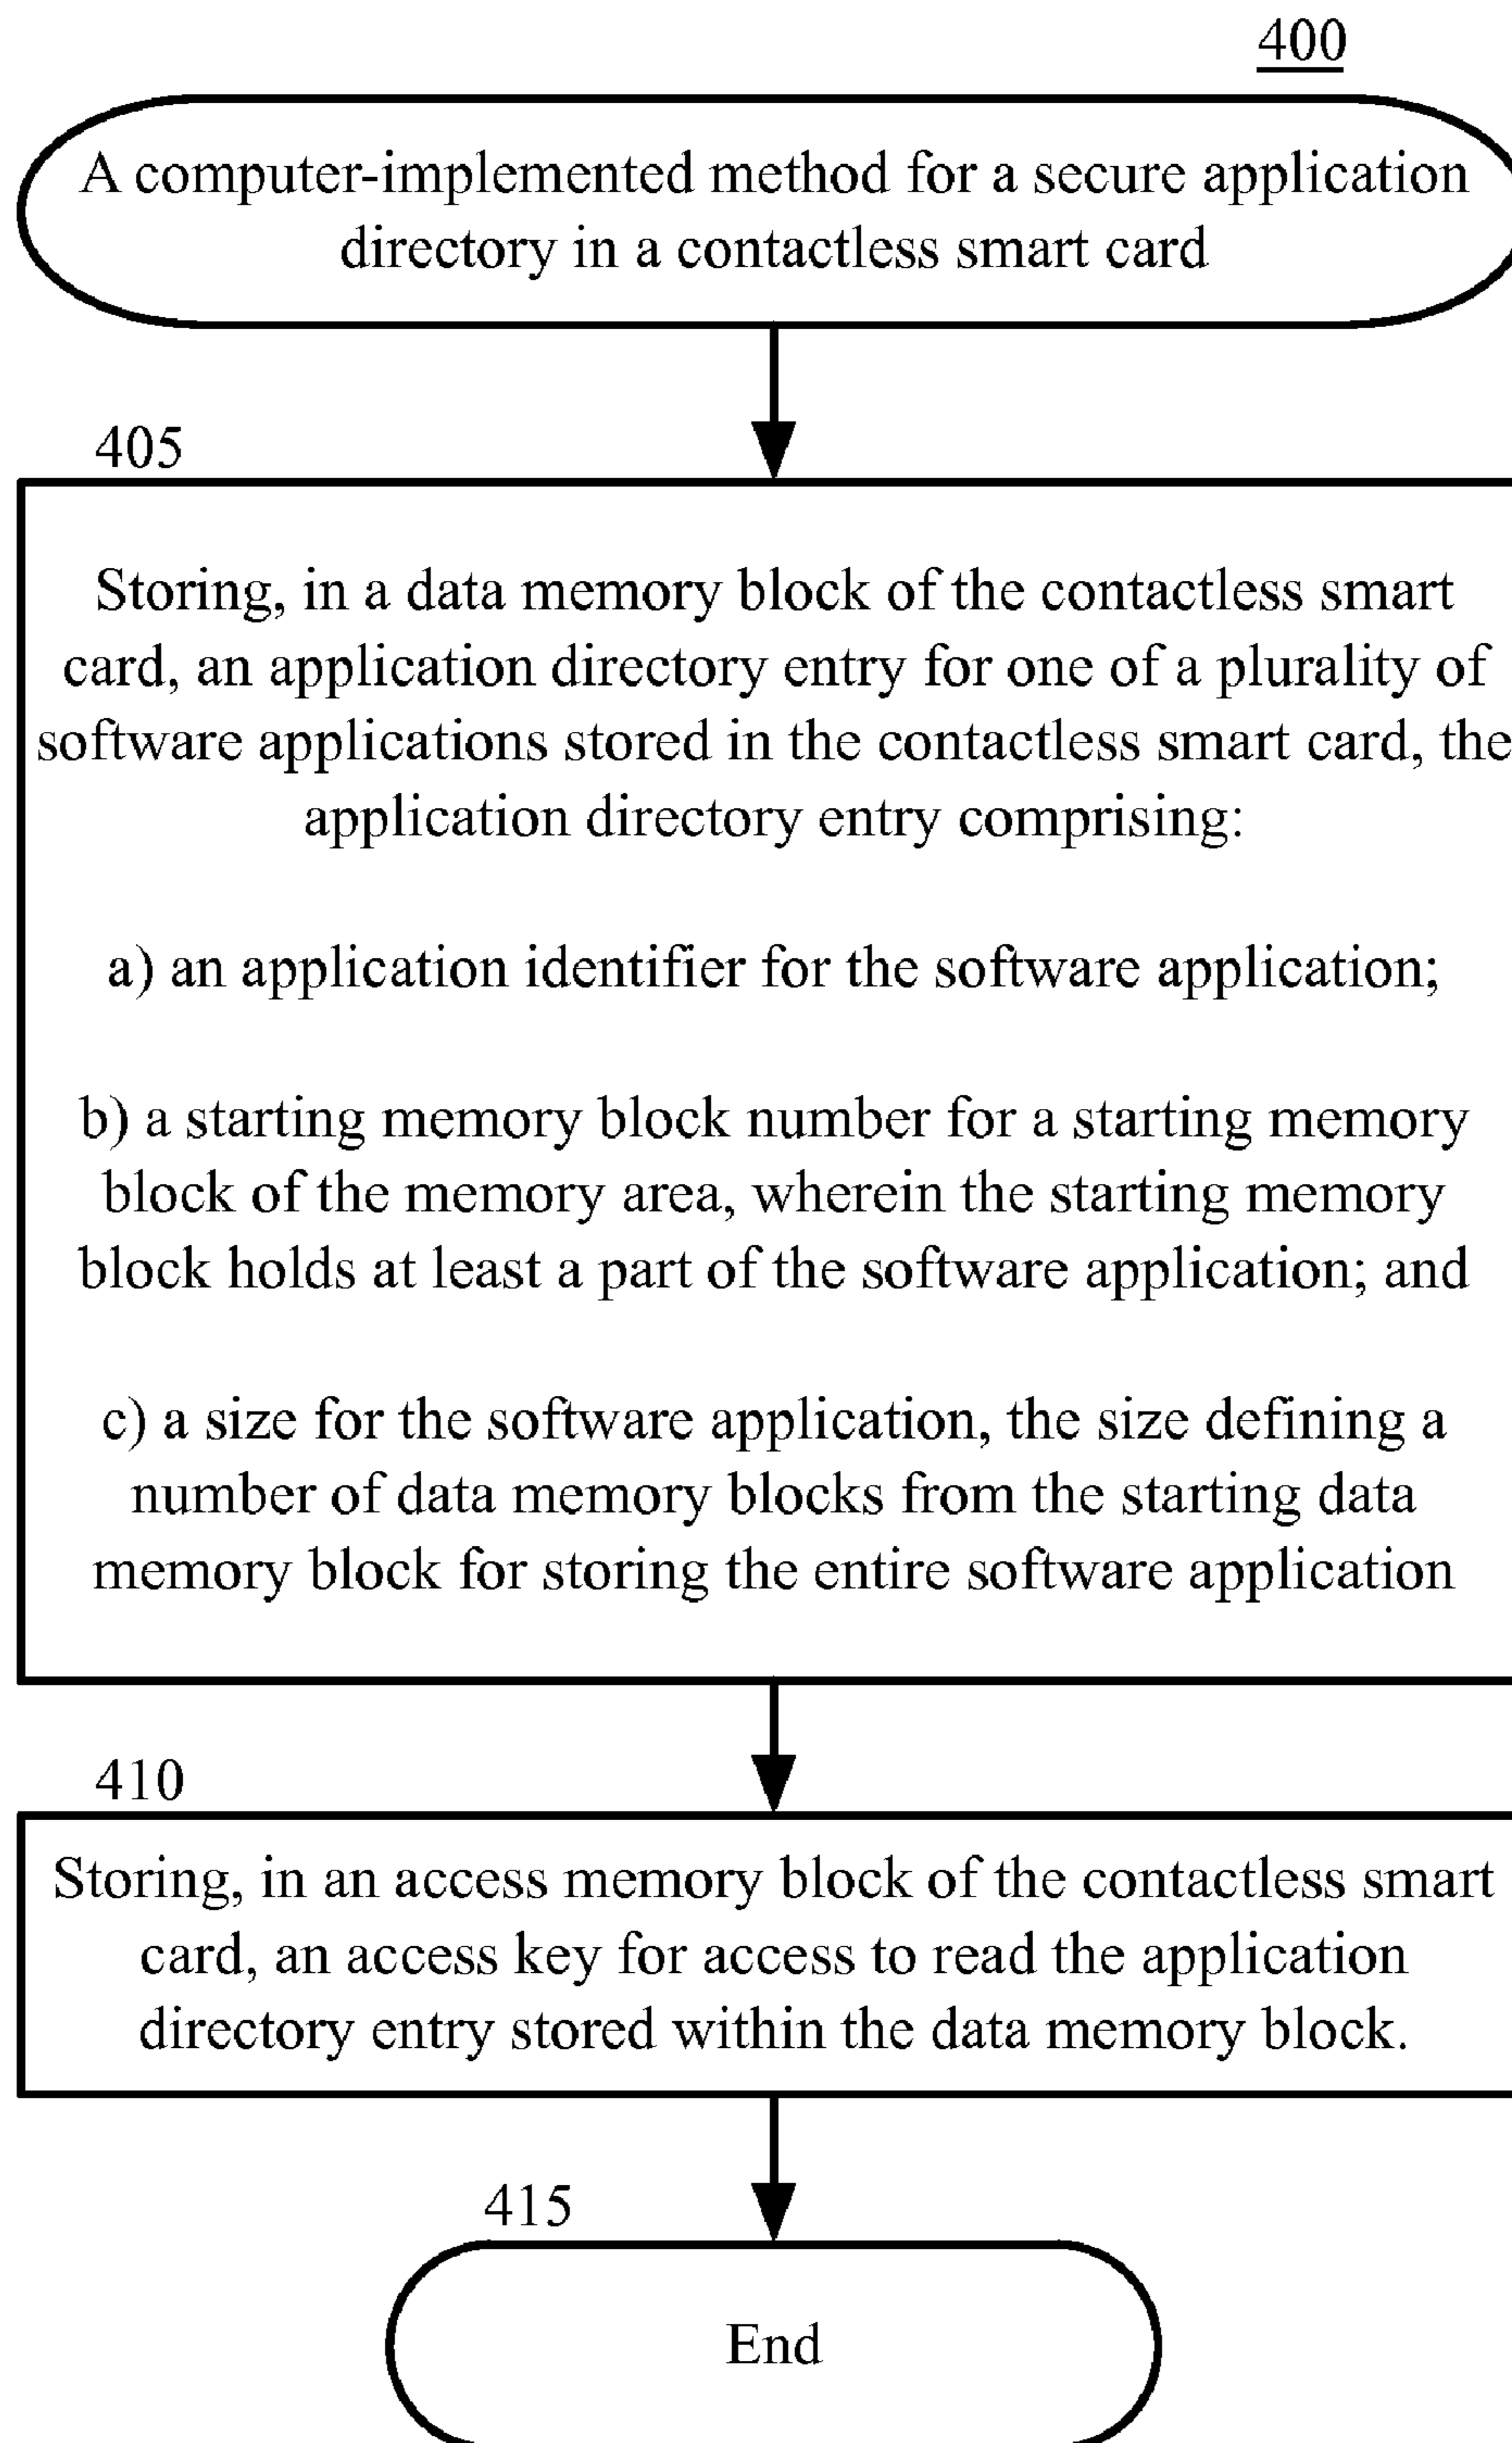 400
A computer-implemented method for a secure application
directory in a contactless smart card
405
Storing, in a data memory block of the contactless smart
card, an application directory entry for one of a plurality of
software applications stored in the contactless smart card, the
application directory entry comprising:
a) an application identifier for the software application;
b) a starting memory block number for a starting memory
block of the memory area, wherein the starting memory
block holds at least a part of the software application; and
c) a size for the software application, the size defining a
number of data memory blocks from the starting data
memory block for storing the entire software application
410
Storing, in an access memory block of the contactless smart
card, an access key for access to read the application
directory entry stored within the data memory block.
415
End